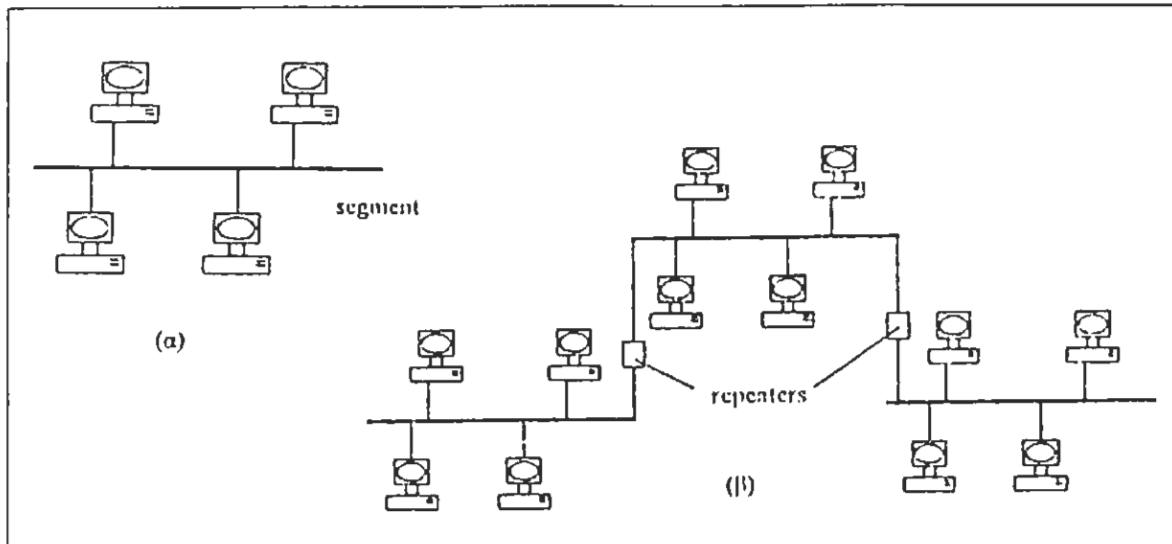 segment
(α)
repeaters
(β)